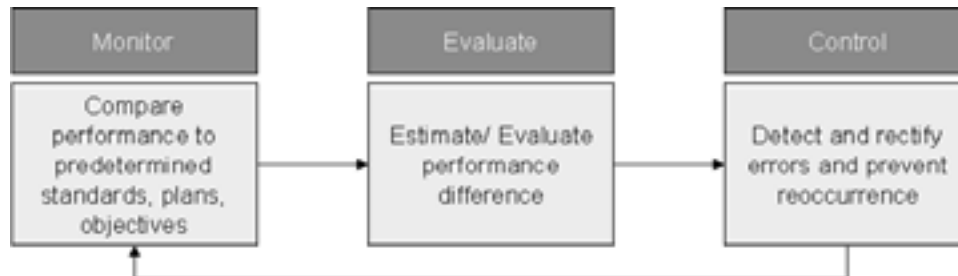 Monitor
Evaluate
Control
Compare
performance to
predetermined
standards, plans,
objectives
Estimate/ Evaluate
performance
difference
Detect and rectify
errors and prevent
reoccurrence